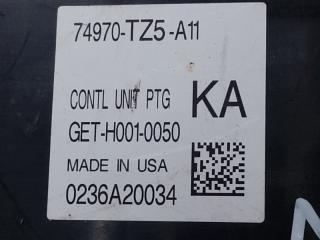 74970-TZ5-A11
CONTL UNIT PTG KA
GET-H001-0050
MADE IN USA
0236A20034